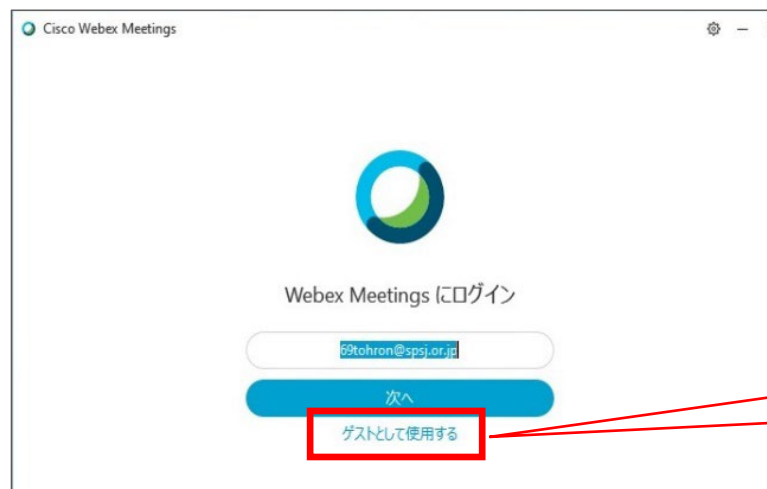 Cisco Webex Meetings
Webex Meetings にログイン
69tohron@spsj.or.jp
次へ
ゲストとして使用する